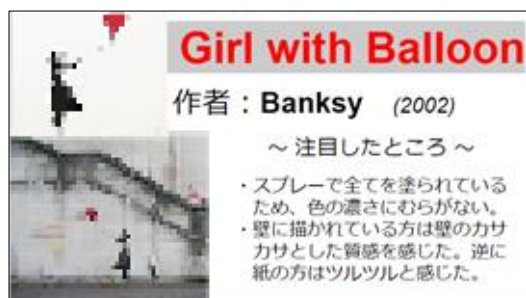 Girl with Balloon
作者：Banksy (2002)
～ 注目したところ ～
・スプレーで全てを塗られている
ため、色の濃さにむらがない。
・壁に描かれている方は壁のカサ
カサとした質感を感じた。逆に
紙の方はツルツルと感じた。